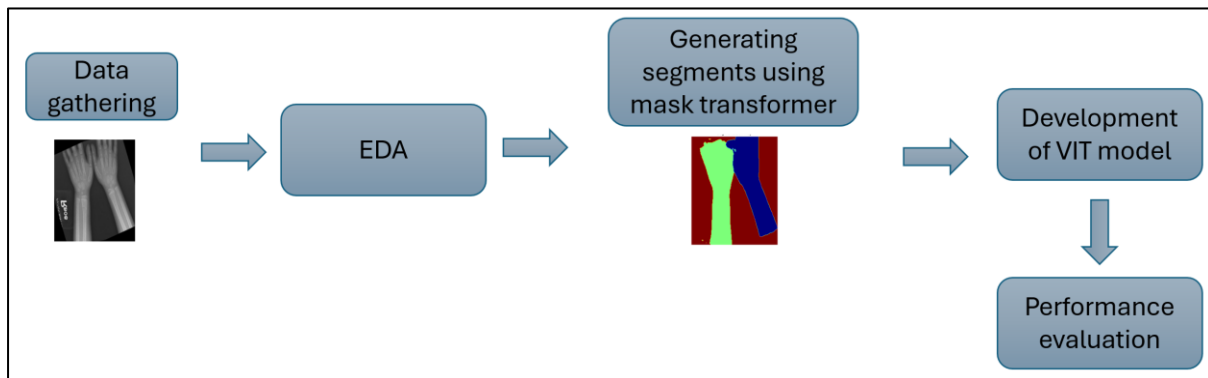 Data
gathering
EDA
Generating
segments using
mask transformer
Development
of VIT model
Performance
evaluation